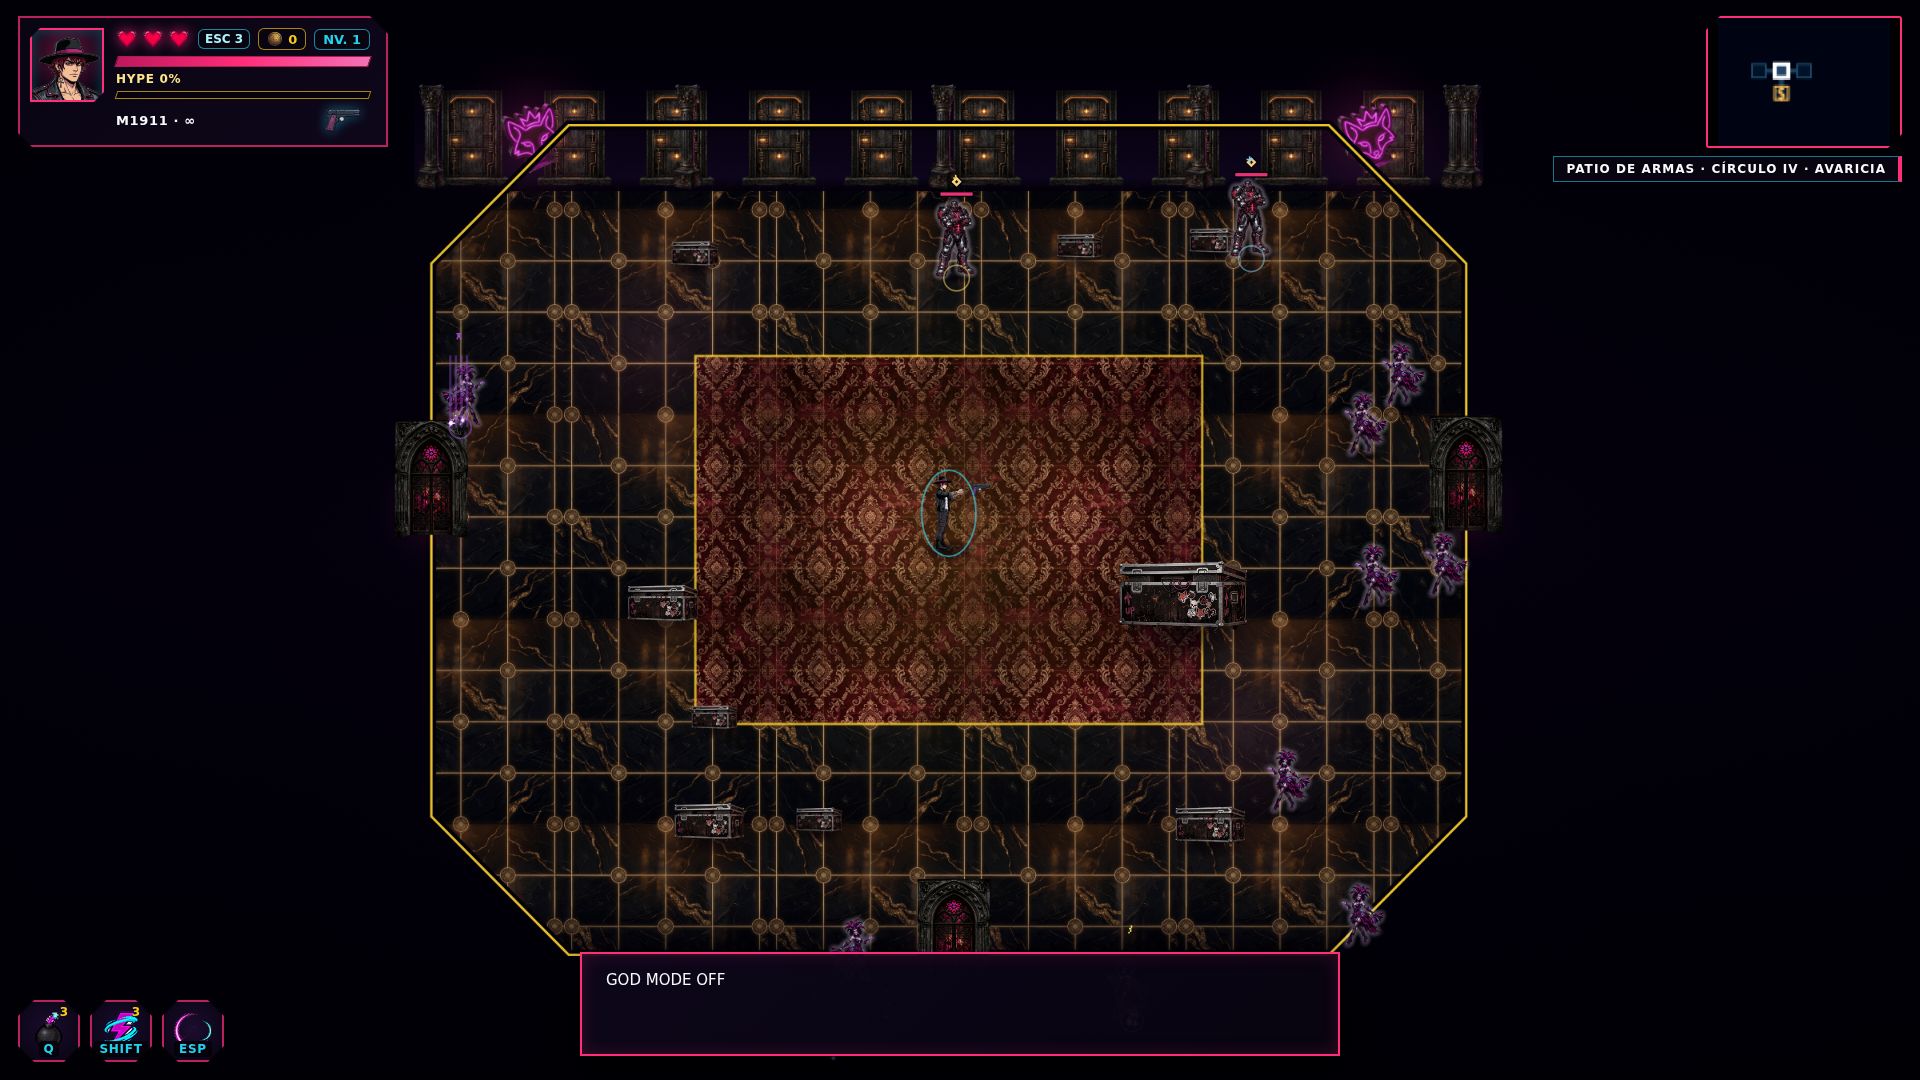 ESC 3
0
NV. 1
HYPE 0%
M1911 · ∞
S
PATIO DE ARMAS · CÍRCULO IV · AVARICIA
GOD MODE OFF
3
Q
3
SHIFT
ESP